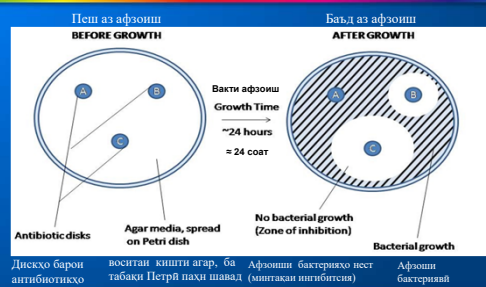 Пеш аз афзоиш
Баъд аз афзоиш
BEFORE GROWTH
AFTER GROWTH
A
B
C
Вакти афзоиш
Growth Time
~24 hours
≈ 24 соат
A
B
C
Antibiotic disks
Agar media, spread
on Petri dish
No bacterial growth
(Zone of inhibition)
Bacterial growth
Дискҳо барои
антибиотикҳо
воситаи кишти агар, ба
табақи Петрӣ паҳн шавад
Афзоиши бактерияҳо нест
(минтақаи ингибитсия)
Афзоши
бактериявӣ